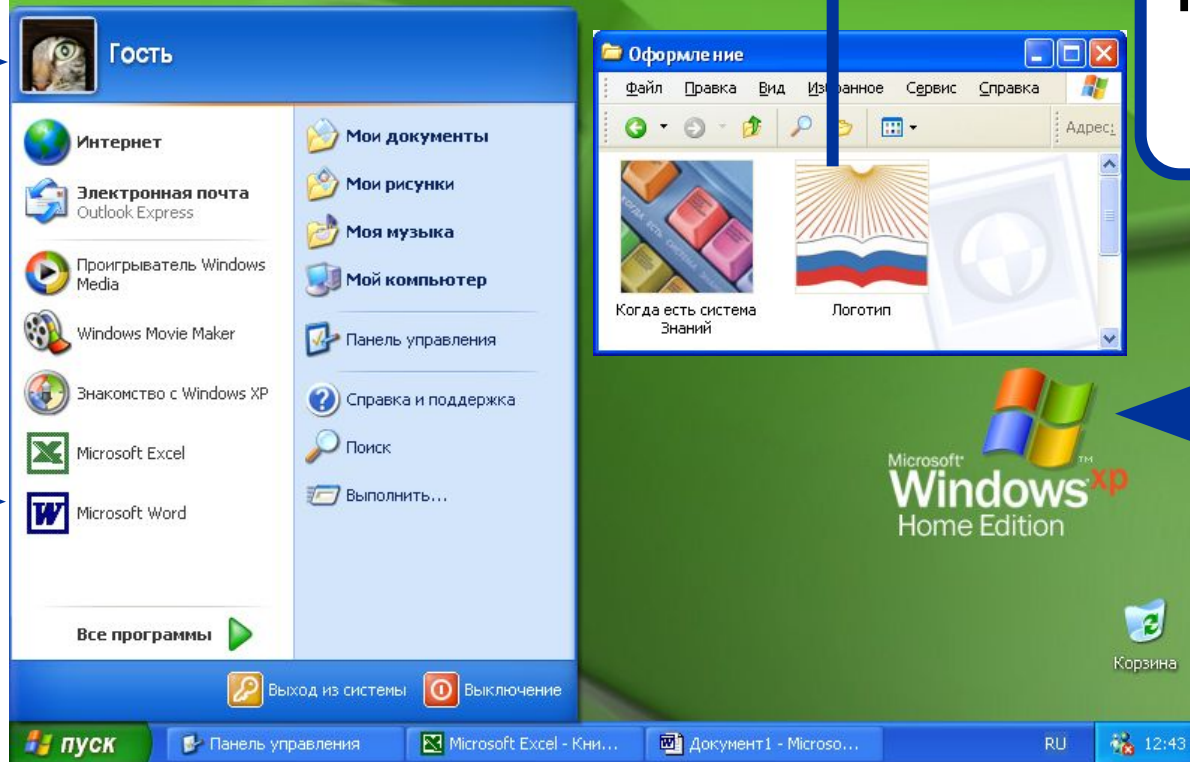 Гость
Интернет
Электронная почта
Outlook Express
Проигрыватель Windows
Media
Windows Movie Maker
Знакомство с Windows XP
Microsoft Excel
Microsoft Word
Все программы
Мои документы
Мои рисунки
Моя музыка
Мой компьютер
Панель управления
Справка и поддержка
Поиск
Выполнить...
Выход из системы
Выключение
Оформление
Файл Правка Вид Сервис Справка
Адрес:
Когда есть система
Знаний
Логотип
Microsoft
Windows xp
Home Edition
TM
Корзина
пуск
Панель управления
Microsoft Excel - Кни...
Документ1 - Microso...
RU
12:43